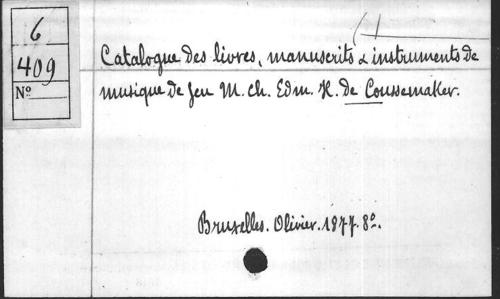 6
409
Nº
Catalogue des livres, manuscrits & instruments de
musique de feu M. Ch. Edm. H. de Coussemaker.
Bruxelles. Olivier. 1877. 8º.